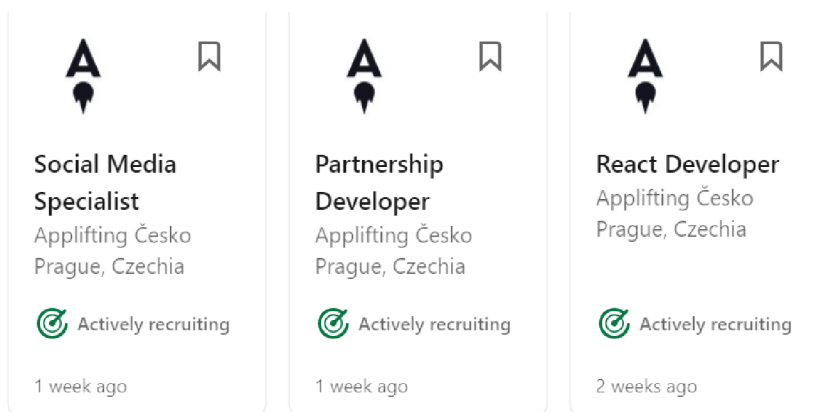 Social Media
Specialist
Applifting Česko
Prague, Czechia
Actively recruiting
1 week ago
Partnership
Developer
Applifting Česko
Prague, Czechia
Actively recruiting
1 week ago
React Developer
Applifting Česko
Prague, Czechia
Actively recruiting
2 weeks ago